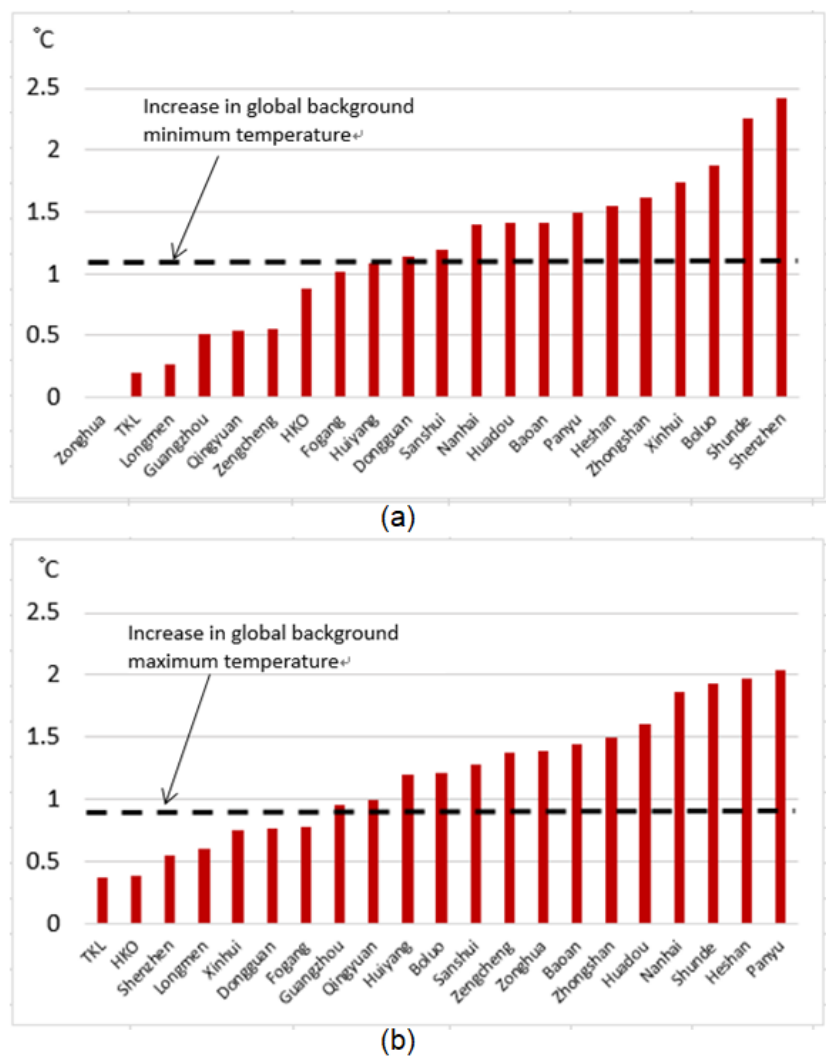 °C
2.5
Increase in global background
minimum temperature↵
2
1.5
1
0.5
0
Zonghua
TKL
Longmen
Guangzhou
Qingyuan
Zengcheng
HKO
Fogang
Huiyang
Dongguan
Sanshui
Nanhai
Huadou
Baoan
Panyu
Heshan
Zhongshan
Xinhui
Boluo
Shunde
Shenzhen
(a)
°C
2.5
Increase in global background
maximum temperature↵
2
1.5
1
0.5
0
TKL
HKO
Shenzhen
Longmen
Xinhui
Dongguan
Fogang
Guangzhou
Qingyuan
Huiyang
Boluo
Sanshui
Zengcheng
Zonghua
Baoan
Zhongshan
Huadou
Nanhai
Shunde
Heshan
Panyu
(b)